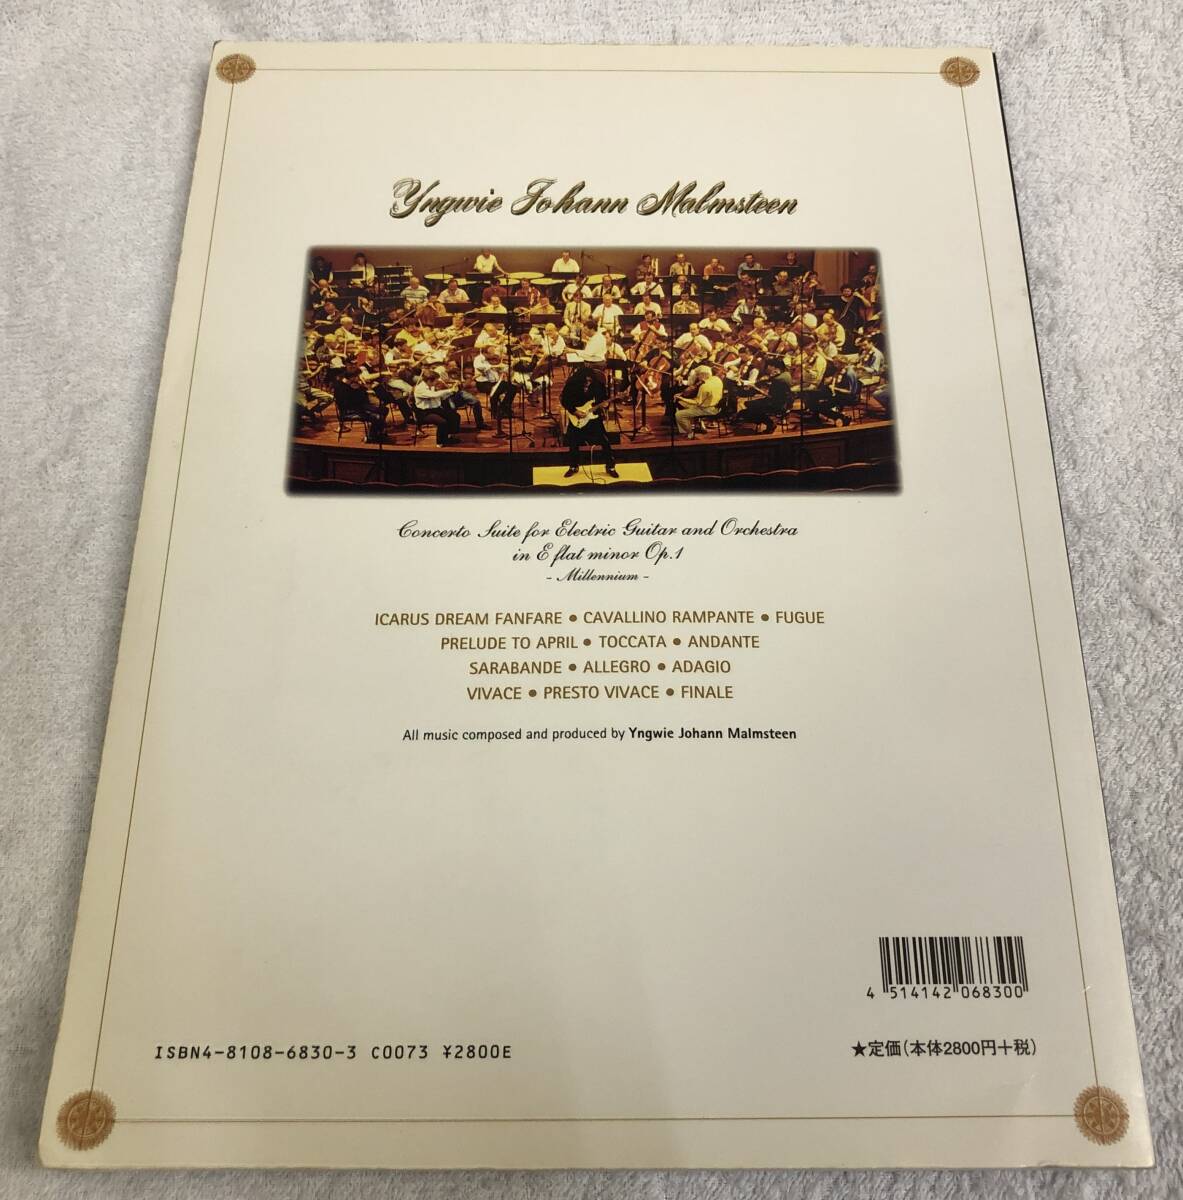 Yngwie Johann Malmsteen
Concerto Suite for Electric Guitar and Orchestra
in E flat minor Op.1
- Millennium -
ICARUS DREAM FANFARE ● CAVALLINO RAMPANTE ● FUGUE
PRELUDE TO APRIL ● TOCCATA ● ANDANTE
SARABANDE ● ALLEGRO ● ADAGIO
VIVACE ● PRESTO VIVACE ● FINALE
All music composed and produced by Yngwie Johann Malmsteen
4 514142 068300
ISBN4-8108-6830-3 C0073 ¥2800E
★定価(本体2800円+税)